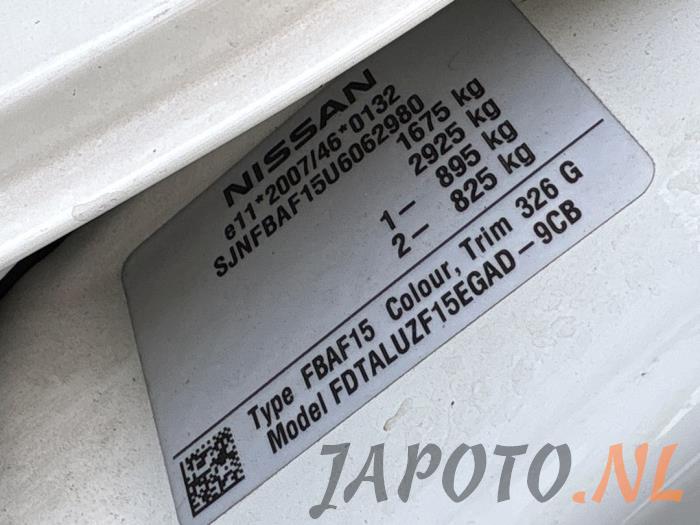 NISSAN
e11*2007/46*0132
SJNFBAF15U6062980
1675 kg
2925 kg
1- 895 kg
2- 825 kg
Type FBAF15 Colour, Trim 326 G
Model FDTALUZF15EGAD-9CB
JAPOTO.NL